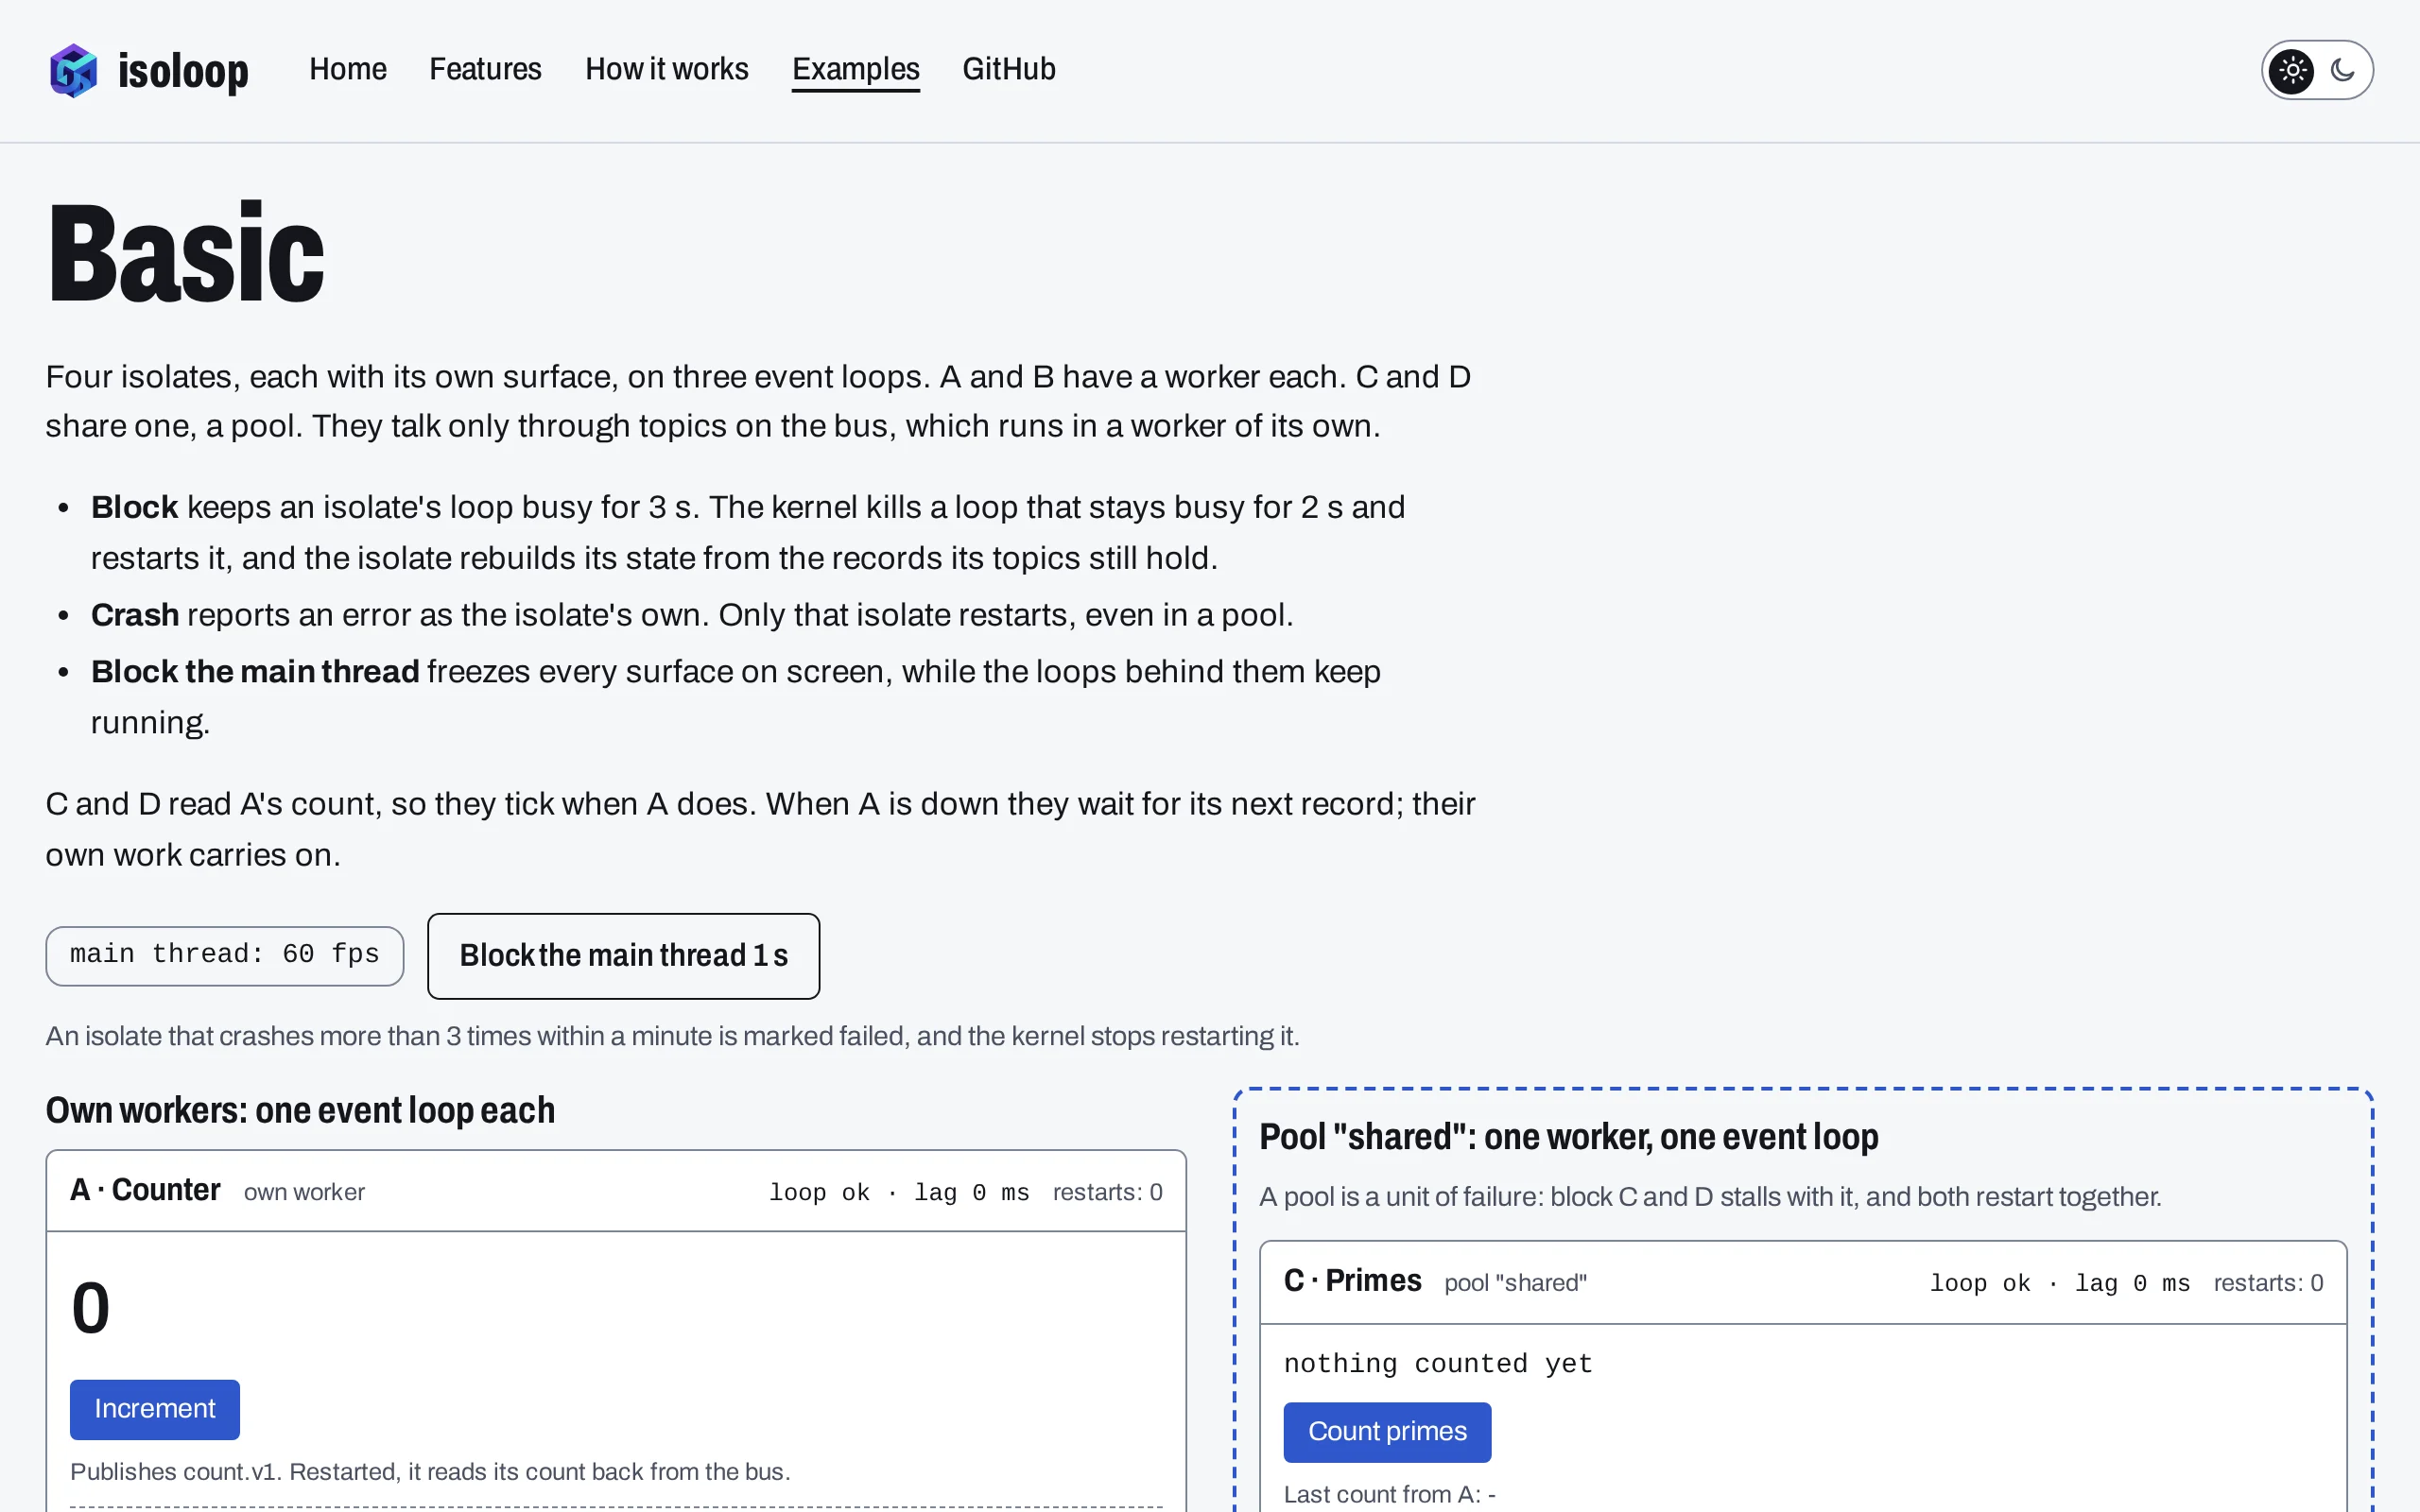 isoloop Home Features How it works Examples GitHub
Basic
Four isolates, each with its own surface, on three event loops. A and B have a worker each. C and D
share one, a pool. They talk only through topics on the bus, which runs in a worker of its own.
• Block keeps an isolate's loop busy for 3 s. The kernel kills a loop that stays busy for 2 s and
restarts it, and the isolate rebuilds its state from the records its topics still hold.
• Crash reports an error as the isolate's own. Only that isolate restarts, even in a pool.
• Block the main thread freezes every surface on screen, while the loops behind them keep
running.
C and D read A's count, so they tick when A does. When A is down they wait for its next record; their
own work carries on.
main thread: 60 fps Block the main thread 1 s
An isolate that crashes more than 3 times within a minute is marked failed, and the kernel stops restarting it.
Own workers: one event loop each
A · Counter own worker loop ok · lag 0 ms restarts: 0
0
Increment
Publishes count.v1. Restarted, it reads its count back from the bus.
Pool "shared": one worker, one event loop
A pool is a unit of failure: block C and D stalls with it, and both restart together.
C · Primes pool "shared" loop ok · lag 0 ms restarts: 0
nothing counted yet
Count primes
Last count from A: -